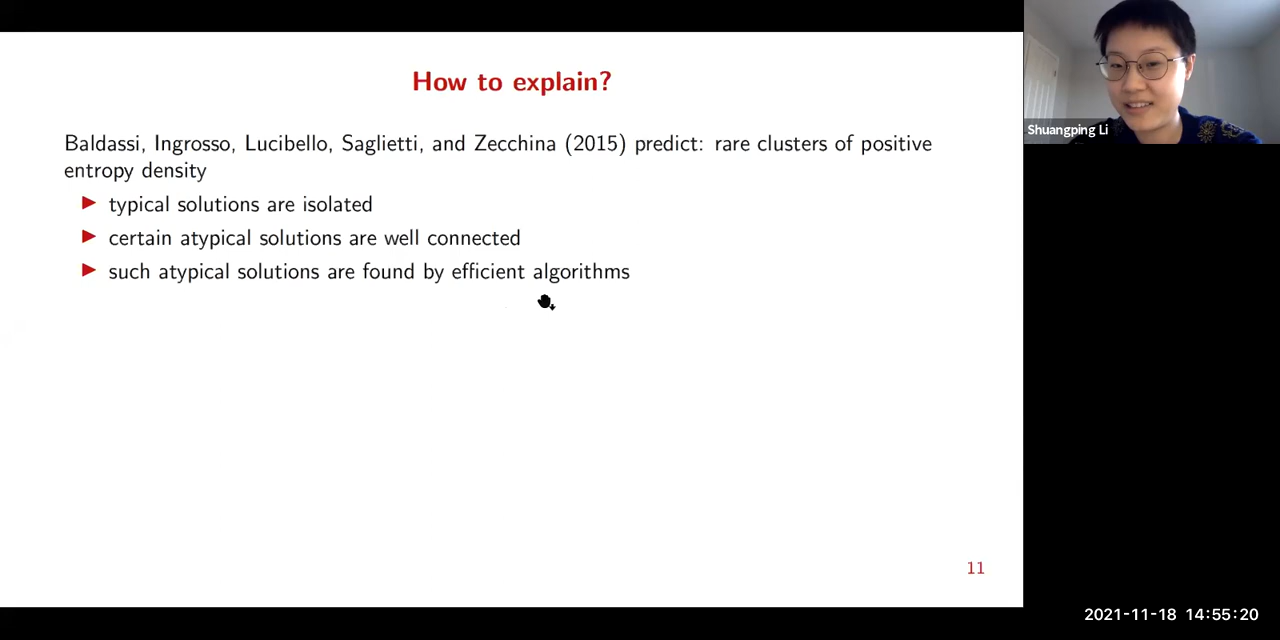 How to explain?
Baldassi, Ingrosso, Lucibello, Saglietti, and Zecchina (2015) predict: rare clusters of positive
entropy density
typical solutions are isolated
certain atypical solutions are well connected
such atypical solutions are found by efficient algorithms
11
Shuangping Li
2021-11-18 14:55:20